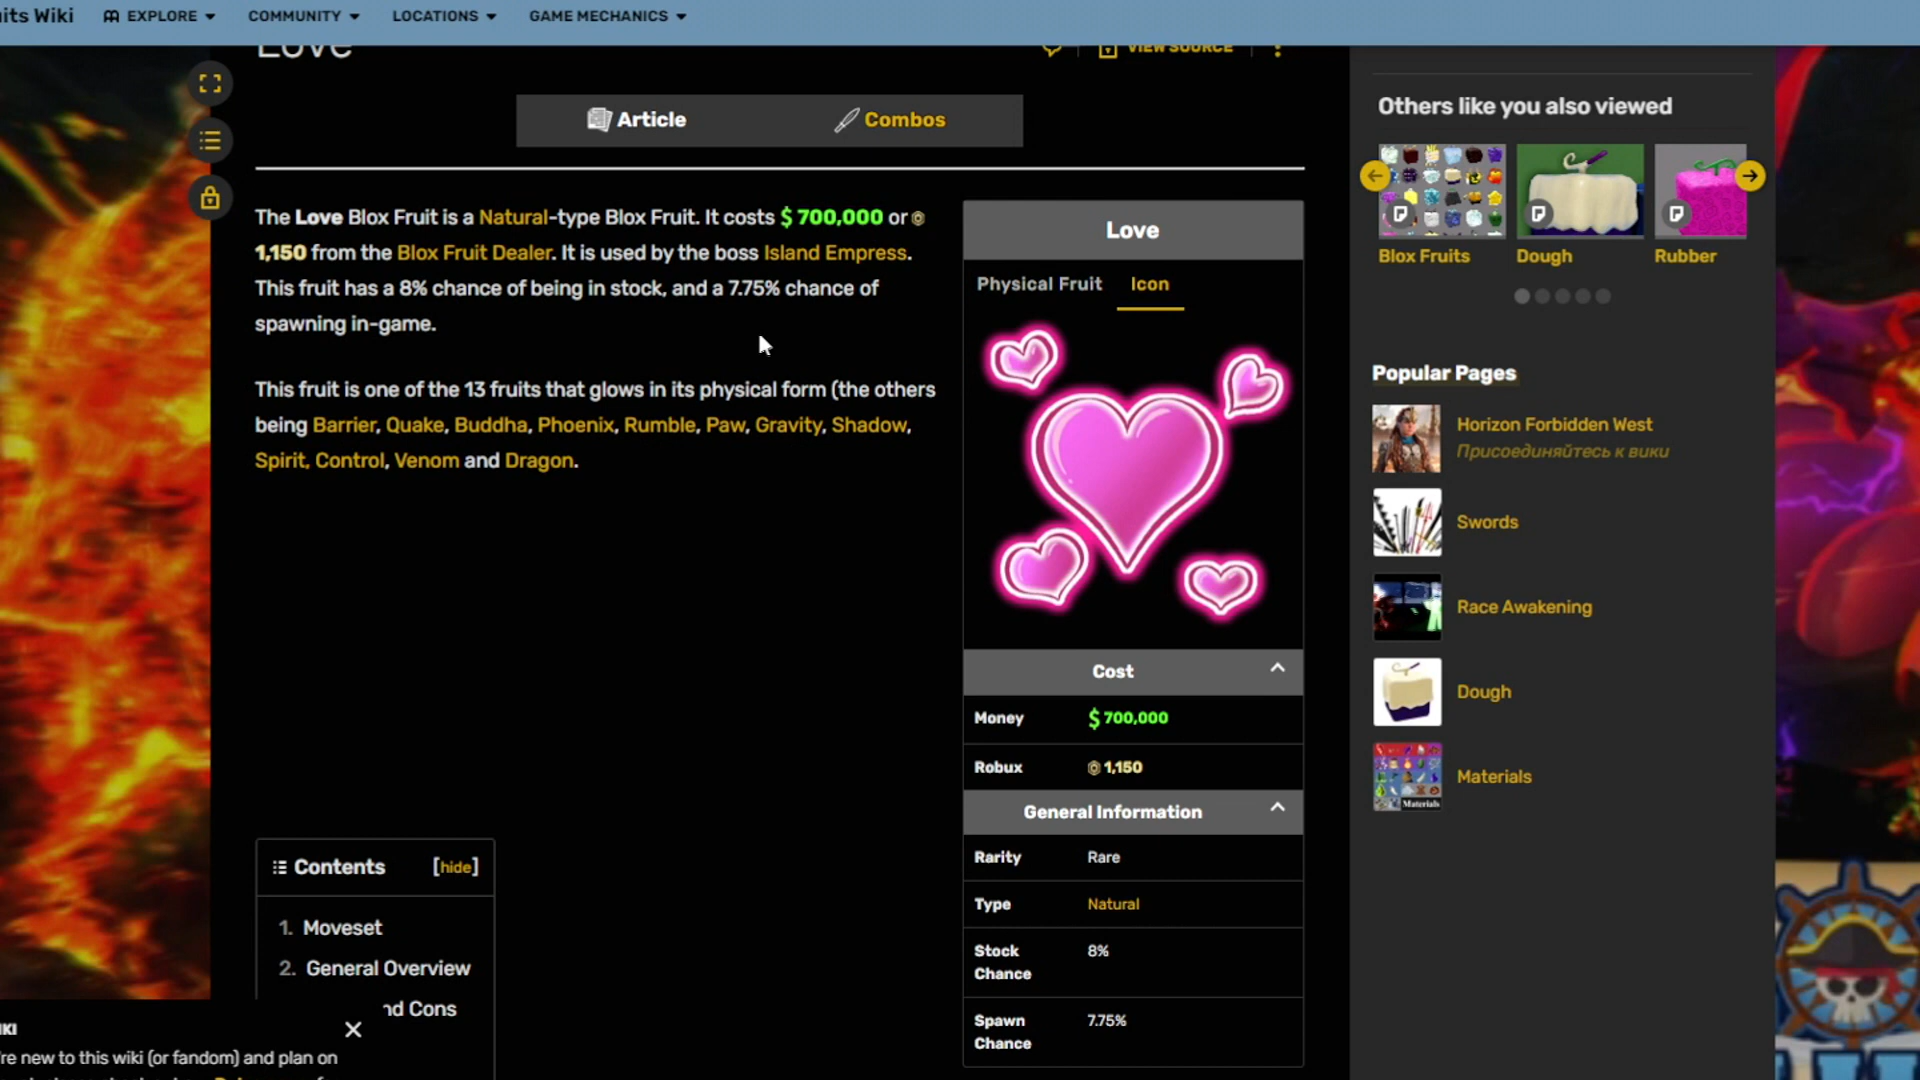 its Wiki
EXPLORE
COMMUNITY
LOCATIONS
GAME MECHANICS
Love
VIEW SOURCE
Article
Combos
The Love Blox Fruit is a Natural-type Blox Fruit. It costs $ 700,000 or
1,150 from the Blox Fruit Dealer. It is used by the boss Island Empress.
This fruit has a 8% chance of being in stock, and a 7.75% chance of
spawning in-game.
This fruit is one of the 13 fruits that glows in its physical form (the others
being Barrier, Quake, Buddha, Phoenix, Rumble, Paw, Gravity, Shadow,
Spirit, Control, Venom and Dragon.
Contents [hide]
1. Moveset
2. General Overview
nd Cons
IKI
're new to this wiki (or fandom) and plan on
Love
Physical Fruit
Icon
Cost
Money $ 700,000
Robux 1,150
General Information
Rarity Rare
Type Natural
Stock 8%
Chance
Spawn 7.75%
Chance
Others like you also viewed
Blox Fruits
Dough
Rubber
Popular Pages
Horizon Forbidden West
Присоединяйтесь к вики
Swords
Race Awakening
Dough
Materials
Materials